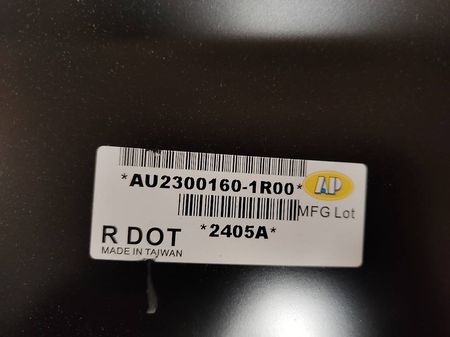 *AU2300160-1R00*
AP
MFG Lot
*2405A*
R DOT
MADE IN TAIWAN